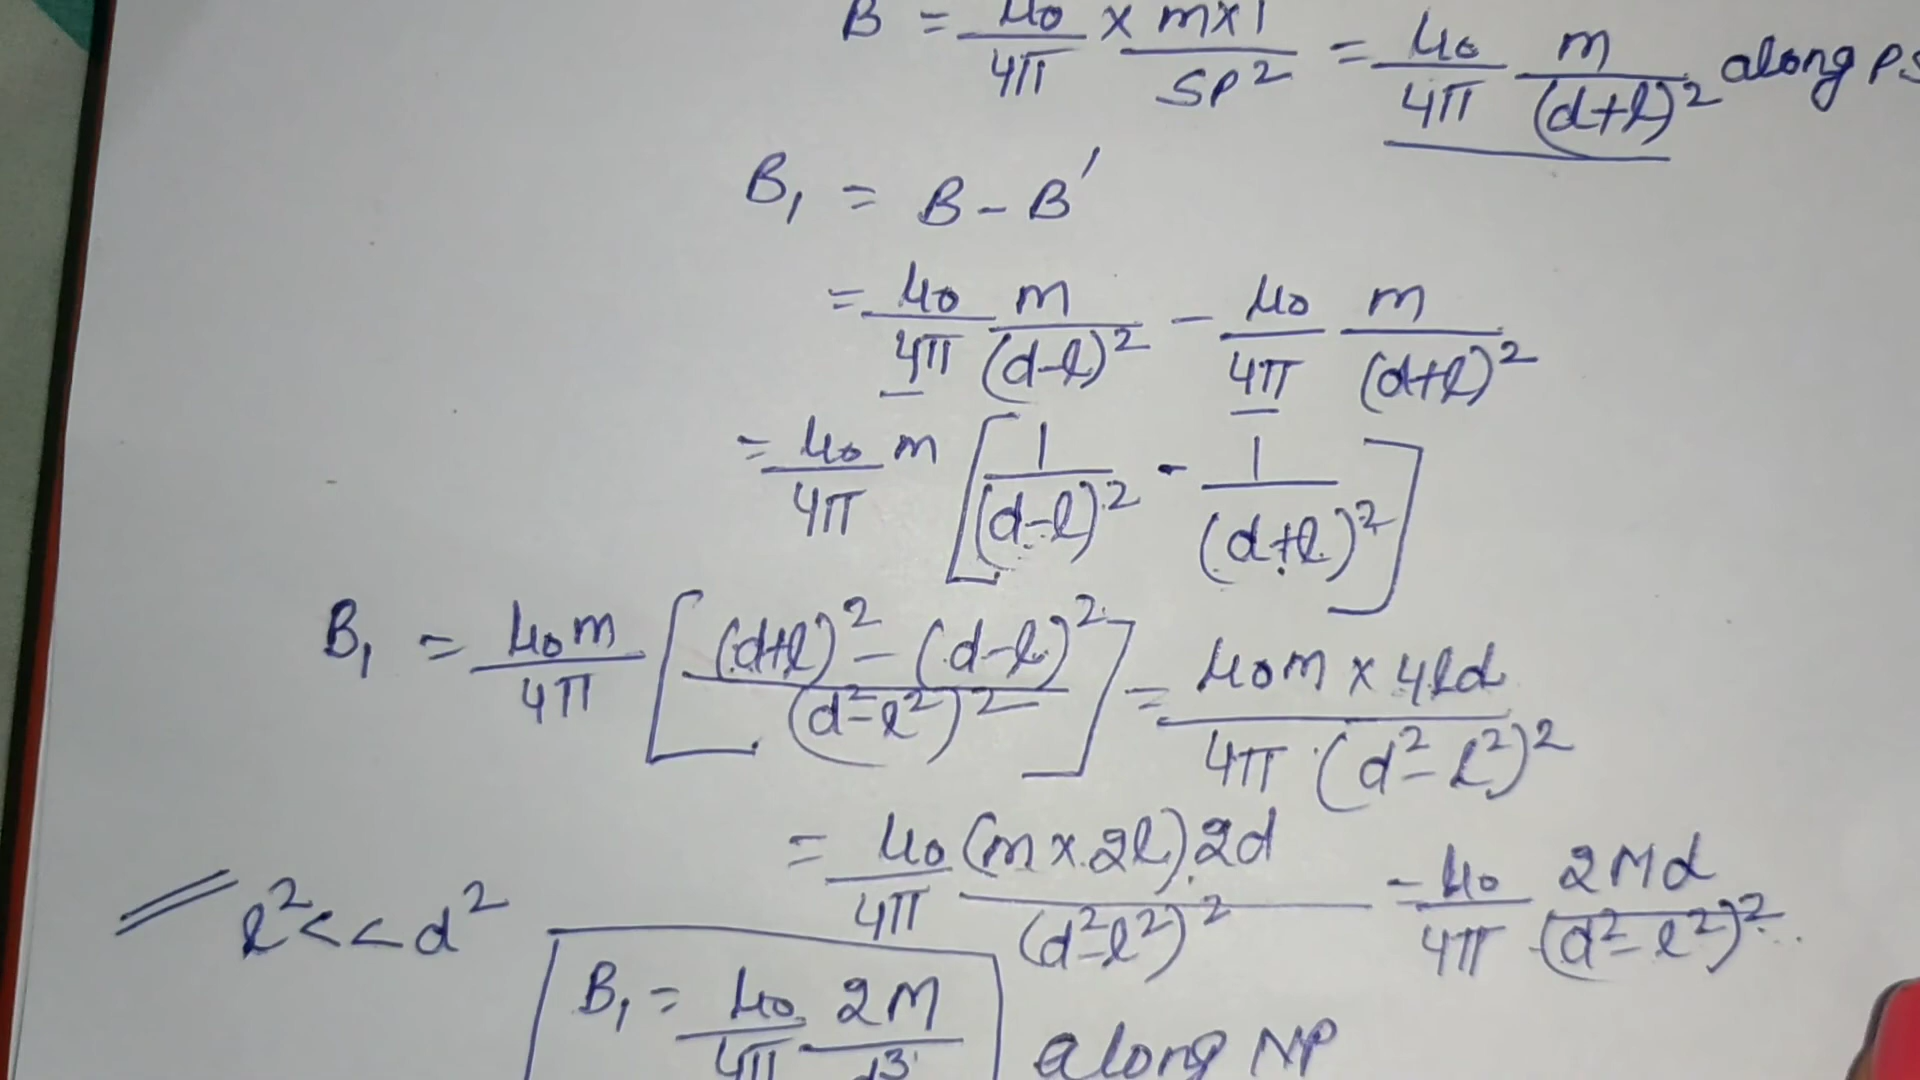 B = μ₀/4π × m×1/SP² = μ₀/4π m/(d+l)² along PS
B₁ = B - B'
= μ₀/4π m/(d-l)² - μ₀/4π m/(d+l)²
= μ₀/4π m [1/(d-l)² - 1/(d+l)²]
B₁ = μ₀m/4π [(d+l)² - (d-l)²/(d²-l²)²] = μ₀m × 4ld/4π (d²-l²)²
= μ₀/4π (m×2l)2d/(d²-l²)² = μ₀/4π 2Md/(d²-l²)²
l² << d²
B₁ = μ₀/4π 2M/d³ along NP